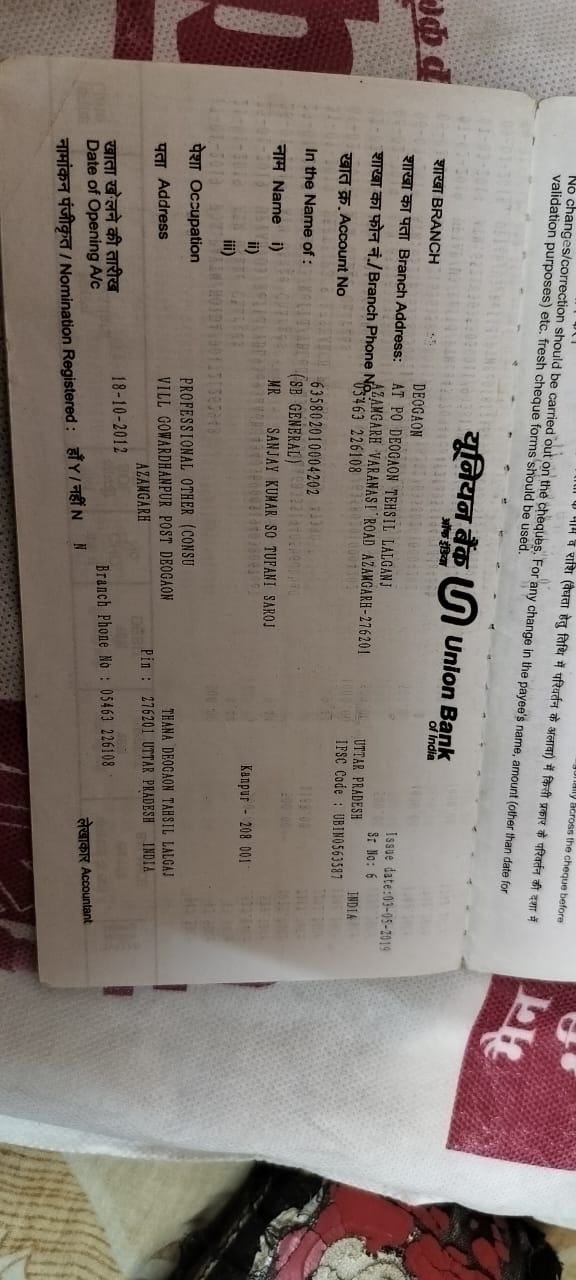 No changes/correction should be carried out on the cheques. For any change in the payee's name, amount (other than date for
validation purposes) etc. fresh cheque forms should be used.
यूनियन बैंक Union Bank
ऑफ इंडिया of India
Issue date:03-05-2019
शाखा BRANCH DEOGAON Sr No: 6
शाखा का पता Branch Address: AT PO DEOGAON TEHSIL LALGANJ
AZAMGARH VARANASI ROAD AZAMGARH-276201 UTTAR PRADESH INDIA
शाखा का फोन नं./Branch Phone No. 05463 226108 IFSC Code : UBIN0563587
खात क्र. Account No 635802010004202
(SB GENERAL)
In the Name of :
नाम Name i) MR SANJAY KUMAR SO TUFANI SAROJ
ii)
iii) Kanpur - 208 001
पेशा Occupation PROFESSIONAL OTHER (CONSU
पता Address VILL GOWARDHANPUR POST DEOGAON THANA DEOGAON TAHSIL LALGAJ
AZAMGARH Pin : 276201 UTTAR PRADESH INDIA
खाता खोलने की तारीख
Date of Opening A/c 18-10-2012
Branch Phone No : 05463 226108
नामांकन पंजीकृत / Nomination Registered : हाँ Y / नहीं N N
लेखाकार Accountant